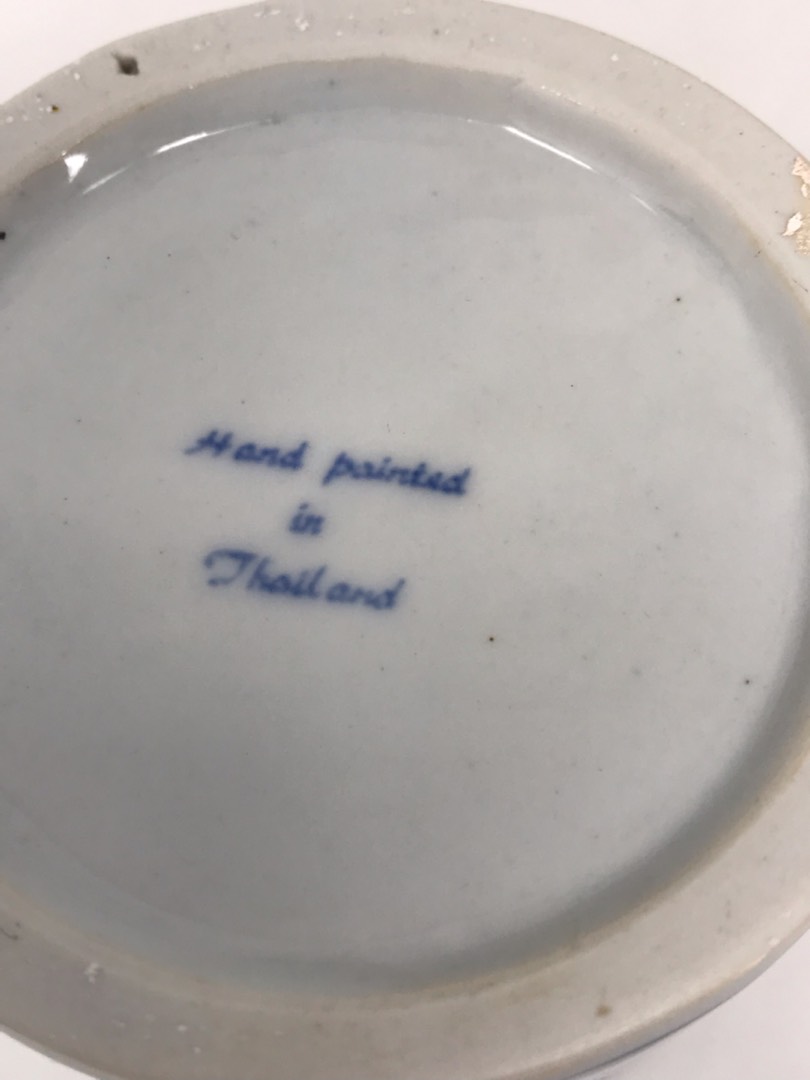 Hand painted
in
Thailand